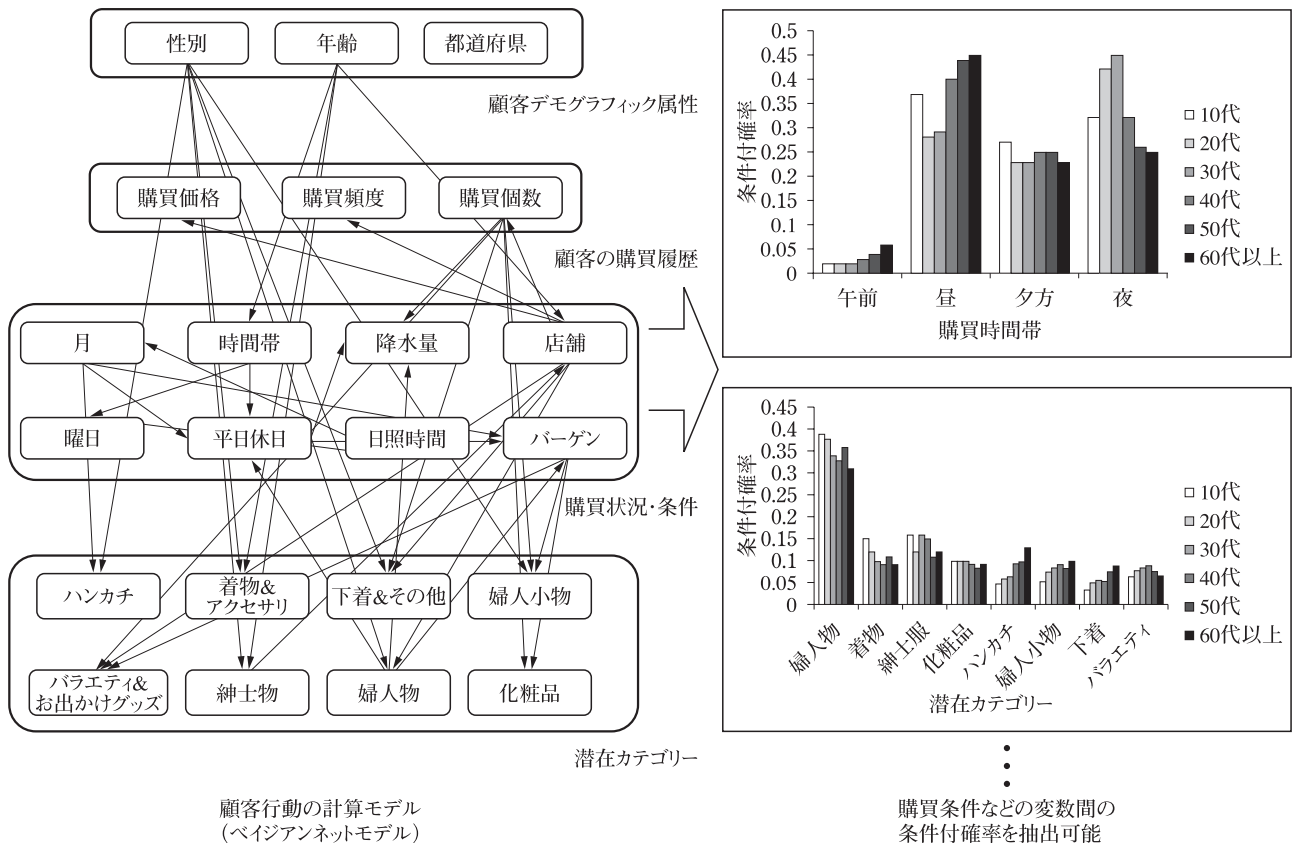 性別
年齢
都道府県
顧客デモグラフィック属性
購買価格
購買頻度
購買個数
顧客の購買履歴
月
時間帯
降水量
店舗
曜日
平日休日
日照時間
バーゲン
購買状況・条件
ハンカチ
着物&
アクセサリ
下着&その他
婦人小物
バラエティ&
お出かけグッズ
紳士物
婦人物
化粧品
潜在カテゴリー
顧客行動の計算モデル
（ベイジアンネットモデル）
条件付確率
0.5
0.45
0.4
0.35
0.3
0.25
0.2
0.15
0.1
0.05
0
午前
昼
夕方
夜
購買時間帯
10代
20代
30代
40代
50代
60代以上
条件付確率
0.45
0.4
0.35
0.3
0.25
0.2
0.15
0.1
0.05
0
婦人物
着物
紳士服
化粧品
ハンカチ
婦人小物
下着
バラエティ
潜在カテゴリー
10代
20代
30代
40代
50代
60代以上
購買条件などの変数間の
条件付確率を抽出可能